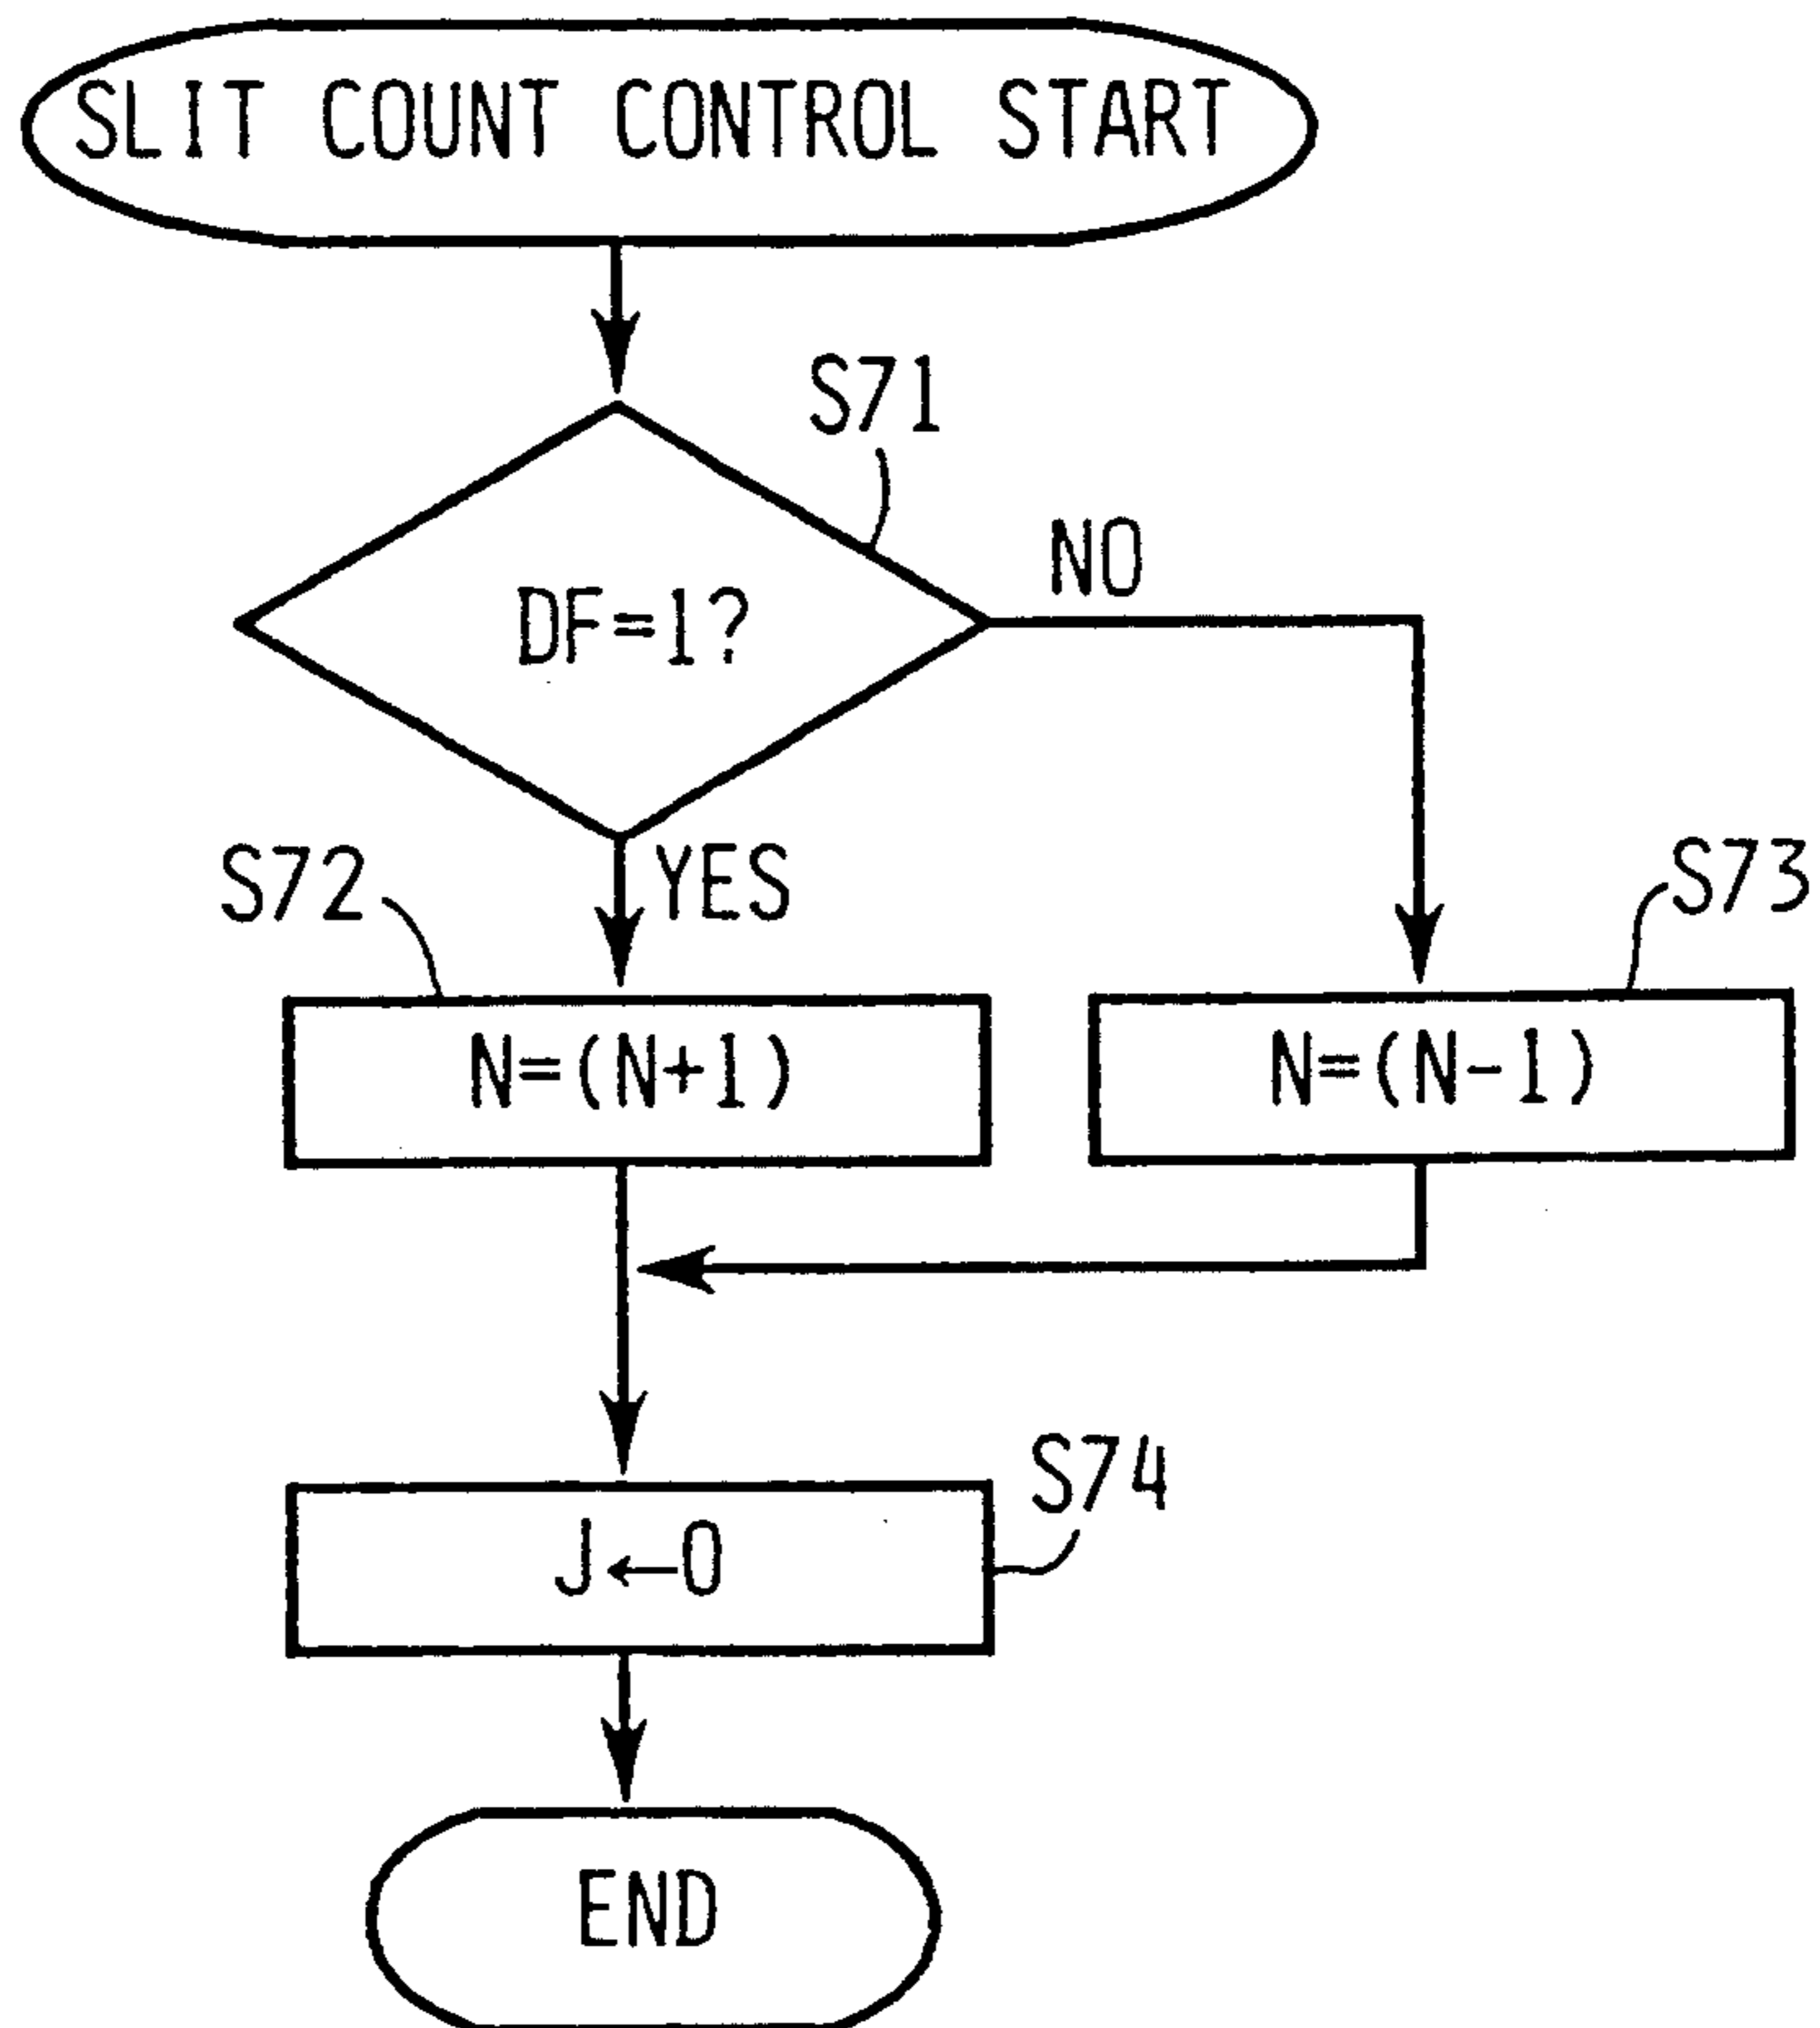 SLIT COUNT CONTROL START
S71
DF=1?
NO
YES
S72
N=(N+1)
S73
N=(N-1)
J←0
S74
END